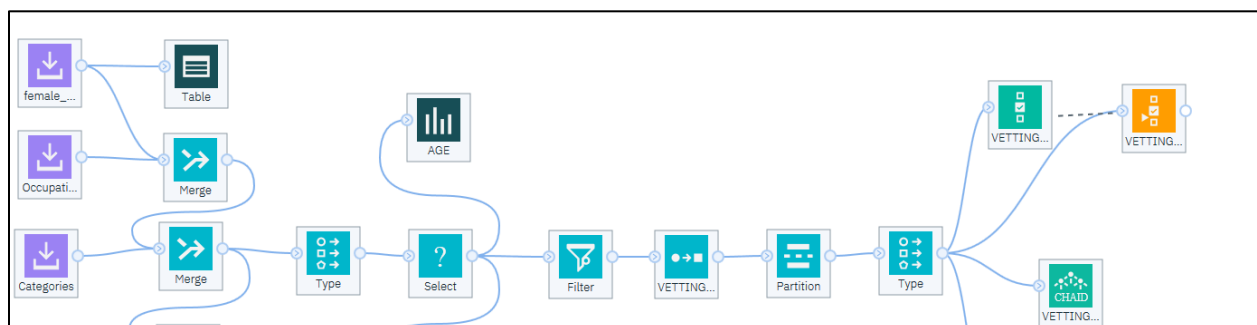 female_...
Table
AGE
VETTING...
VETTING...
Occupati...
Merge
Categories
Merge
Type
?
Select
Filter
VETTING...
Partition
Type
CHAID
VETTING...